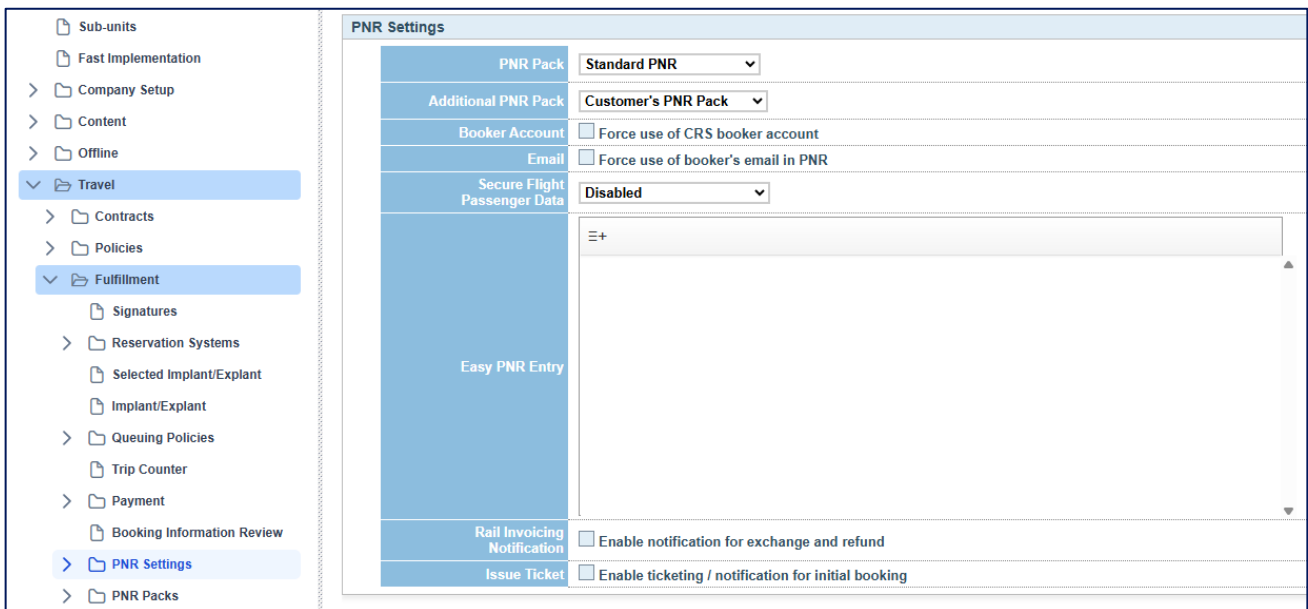 Sub-units
Fast Implementation
Company Setup
Content
Offline
Travel
Contracts
Policies
Fulfillment
Signatures
Reservation Systems
Selected Implant/Explant
Implant/Explant
Queuing Policies
Trip Counter
Payment
Booking Information Review
PNR Settings
PNR Packs
PNR Settings
PNR Pack Standard PNR
Additional PNR Pack Customer's PNR Pack
Booker Account Force use of CRS booker account
Email Force use of booker's email in PNR
Secure Flight
Passenger Data Disabled
Easy PNR Entry
Rail Invoicing
Notification Enable notification for exchange and refund
Issue Ticket Enable ticketing / notification for initial booking